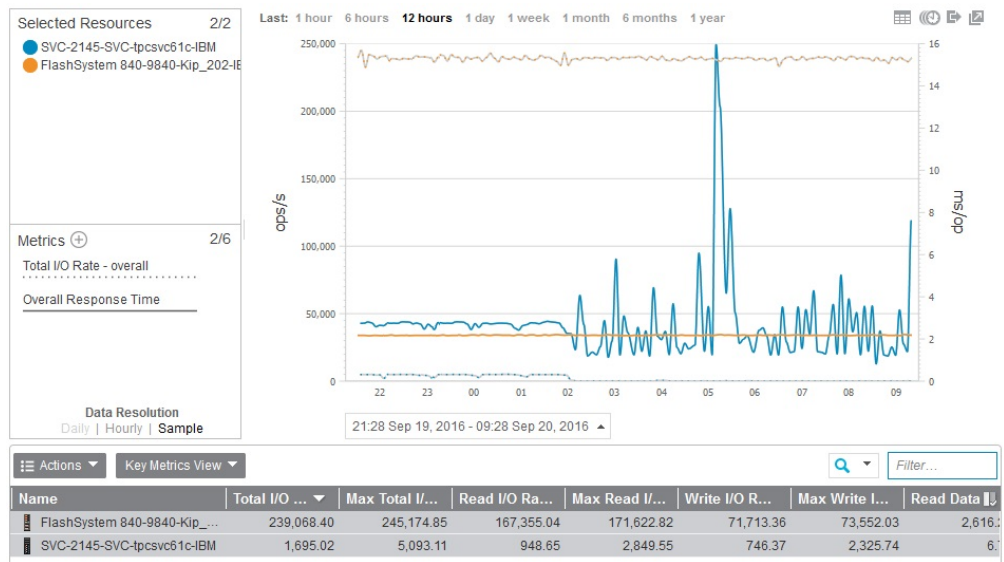 Selected Resources 2/2
SVC-2145-SVC-tpcsvc61c-IBM
FlashSystem 840-9840-Kip_202-IE
Metrics 2/6
Total I/O Rate - overall
Overall Response Time
Data Resolution
Daily | Hourly | Sample
Last: 1 hour 6 hours 12 hours 1 day 1 week 1 month 6 months 1 year
250,000
200,000
150,000
100,000
50,000
0
ops/s
16
14
12
10
8
6
4
2
0
ms/op
22 23 00 01 02 03 04 05 06 07 08 09
21:28 Sep 19, 2016 - 09:28 Sep 20, 2016
Actions Key Metrics View Filter...
Name Total I/O ... Max Total I/... Read I/O Ra... Max Read I/... Write I/O R... Max Write I... Read Data
FlashSystem 840-9840-Kip_... 239,068.40 245,174.85 167,355.04 171,622.82 71,713.36 73,552.03 2,616.
SVC-2145-SVC-tpcsvc61c-IBM 1,695.02 5,093.11 948.65 2,849.55 746.37 2,325.74 6.